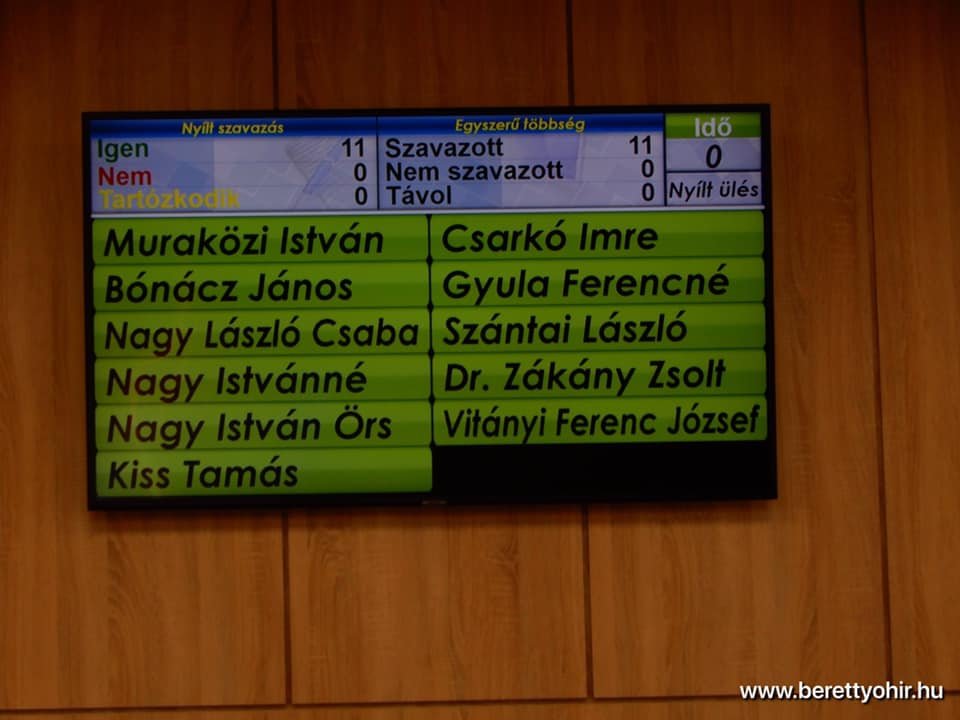 Nyílt szavazás
Igen 11
Nem 0
Tartózkodik 0
Egyszerű többség
Szavazott 11
Nem szavazott 0
Távol 0
Idő
0
Nyílt ülés
Muraközi István
Bónácz János
Nagy László Csaba
Nagy Istvánné
Nagy István Örs
Kiss Tamás
Csarkó Imre
Gyula Ferencné
Szántai László
Dr. Zákány Zsolt
Vitányi Ferenc József
www.berettyohir.hu